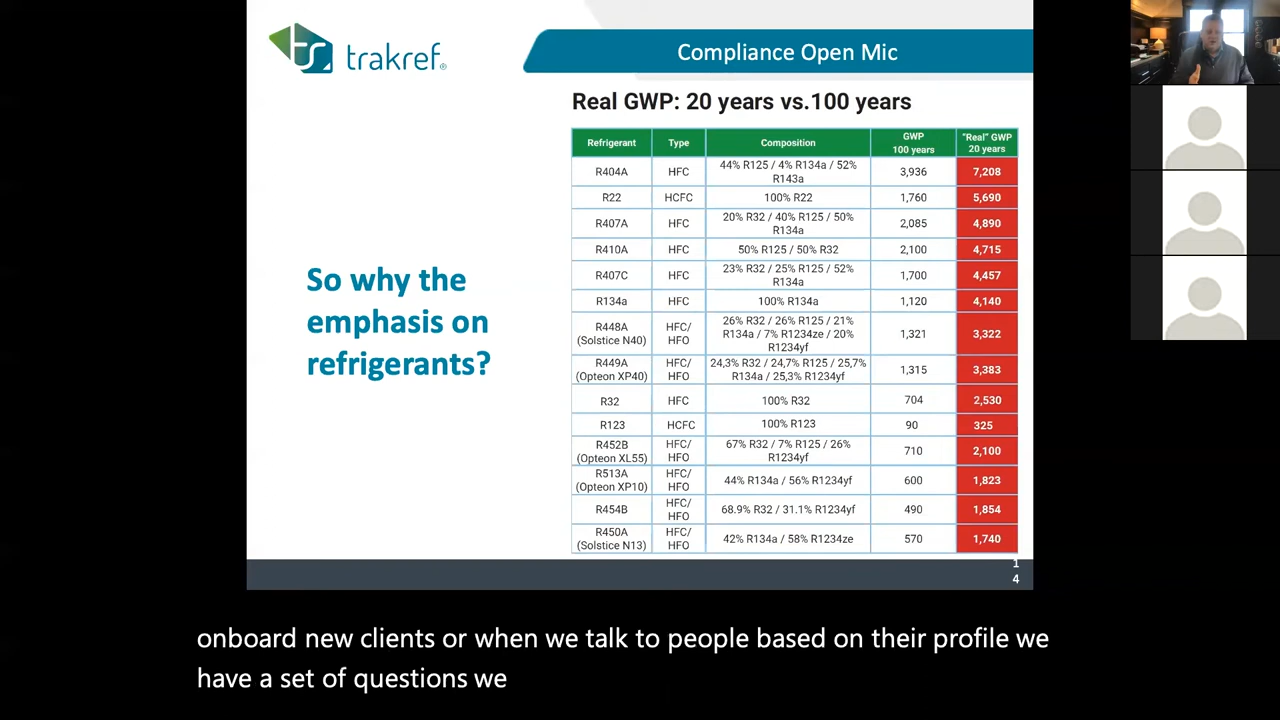 trakref®
Compliance Open Mic
Real GWP: 20 years vs.100 years
So why the
emphasis on
refrigerants?
Refrigerant Type Composition GWP 100 years "Real" GWP 20 years
R404A HFC 44% R125 / 4% R134a / 52% R143a 3,936 7,208
R22 HCFC 100% R22 1,760 5,690
R407A HFC 20% R32 / 40% R125 / 50% R134a 2,085 4,890
R410A HFC 50% R125 / 50% R32 2,100 4,715
R407C HFC 23% R32 / 25% R125 / 52% R134a 1,700 4,457
R134a HFC 100% R134a 1,120 4,140
R448A (Solstice N40) HFC/ HFO 26% R32 / 26% R125 / 21% R134a / 7% R1234ze / 20% R1234yf 1,321 3,322
R449A (Opteon XP40) HFC/ HFO 24,3% R32 / 24,7% R125 / 25,7% R134a / 25,3% R1234yf 1,315 3,383
R32 HFC 100% R32 704 2,530
R123 HCFC 100% R123 90 325
R452B (Opteon XL55) HFC/ HFO 67% R32 / 7% R125 / 26% R1234yf 710 2,100
R513A (Opteon XP10) HFC/ HFO 44% R134a / 56% R1234yf 600 1,823
R454B HFC/ HFO 68.9% R32 / 31.1% R1234yf 490 1,854
R450A (Solstice N13) HFC/ HFO 42% R134a / 58% R1234ze 570 1,740
1
4
onboard new clients or when we talk to people based on their profile we
have a set of questions we